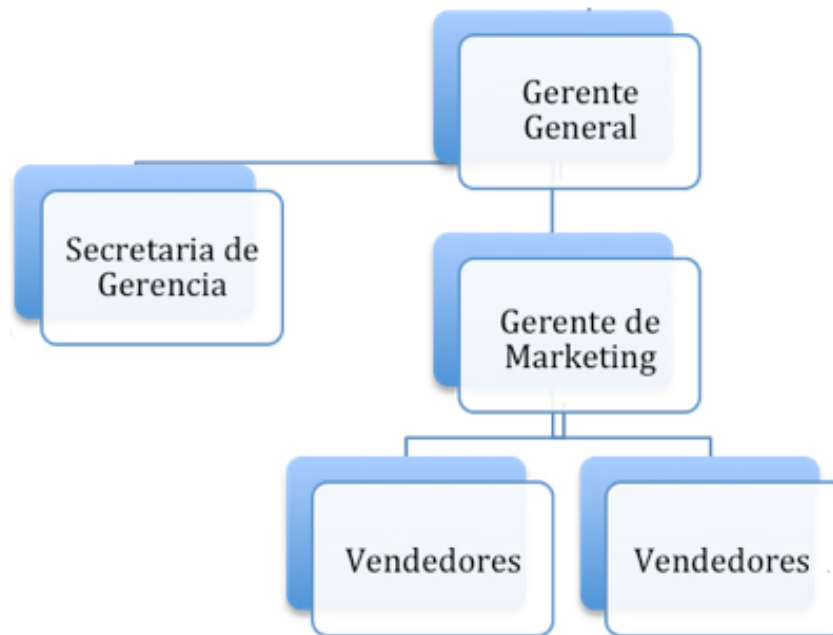 Gerente
General
Secretaria de
Gerencia
Gerente de
Marketing
Vendedores
Vendedores